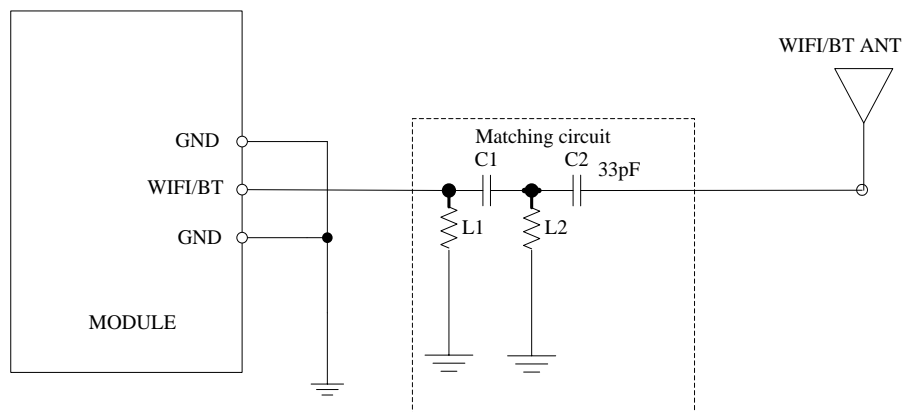 WIFI/BT ANT
Matching circuit
GND
C1
C2
33pF
WIFI/BT
L1
L2
GND
MODULE